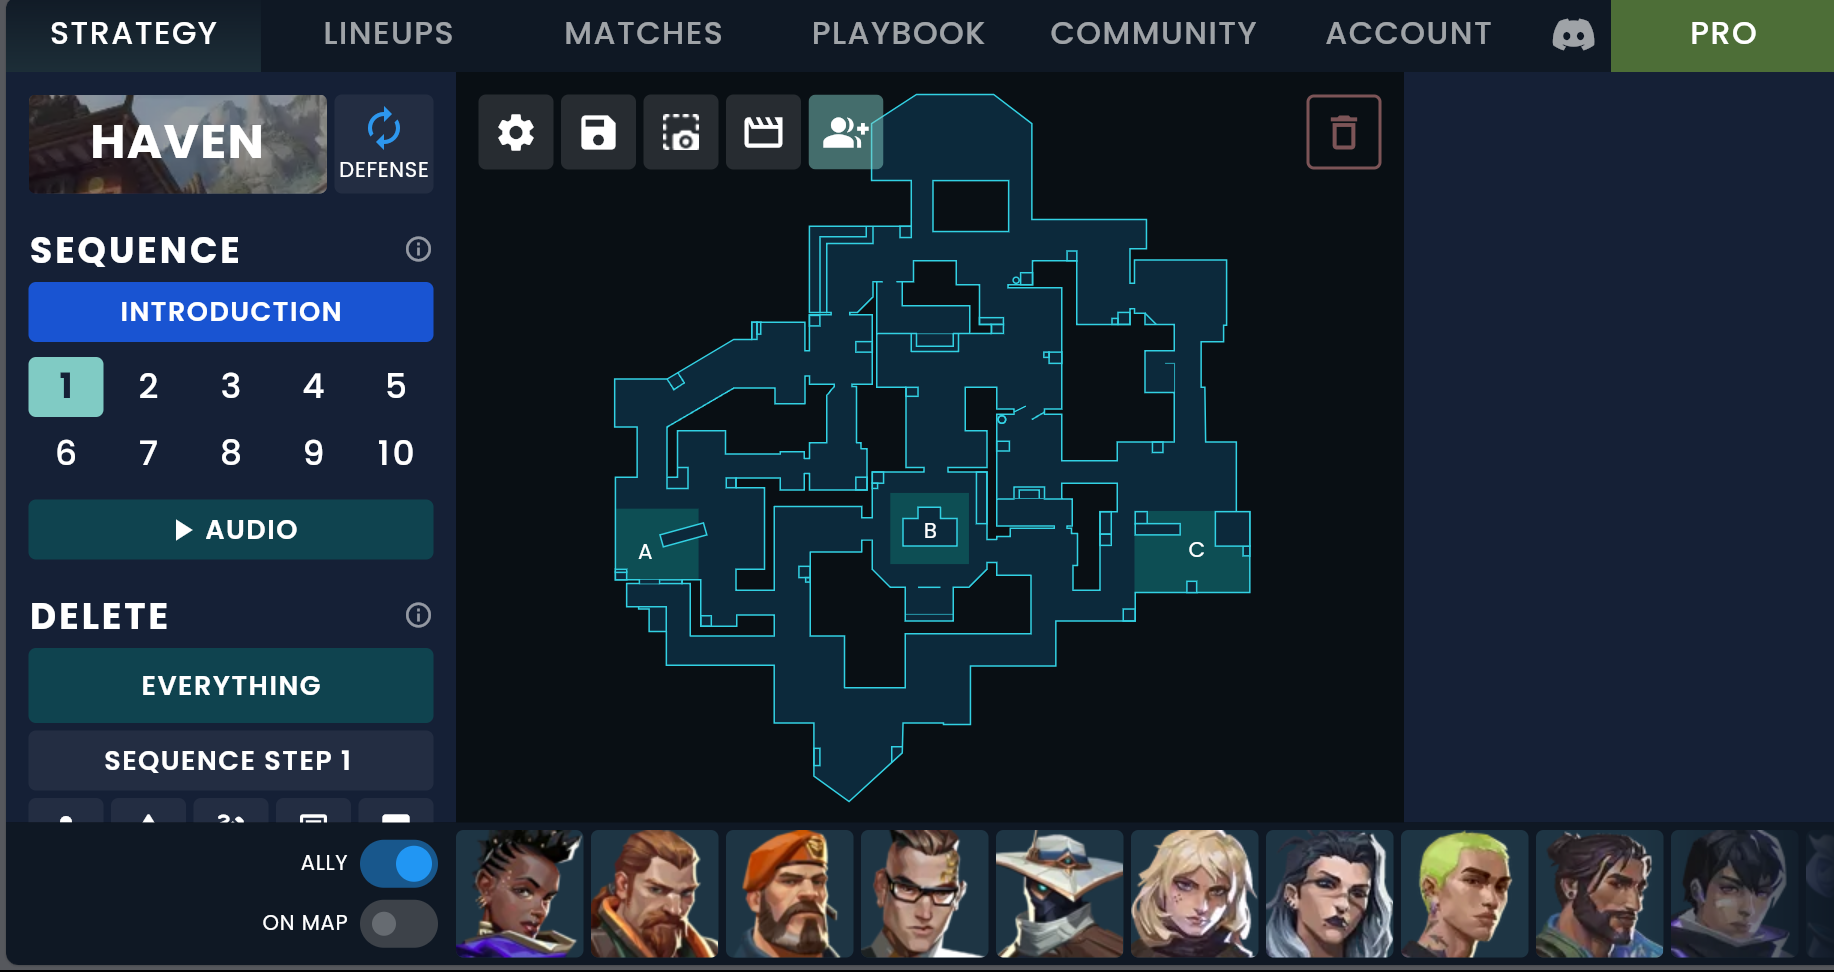 STRATEGY LINEUPS MATCHES PLAYBOOK COMMUNITY ACCOUNT PRO
HAVEN
DEFENSE
SEQUENCE
INTRODUCTION
1 2 3 4 5
6 7 8 9 10
AUDIO
DELETE
EVERYTHING
SEQUENCE STEP 1
A
B
C
ALLY
ON MAP